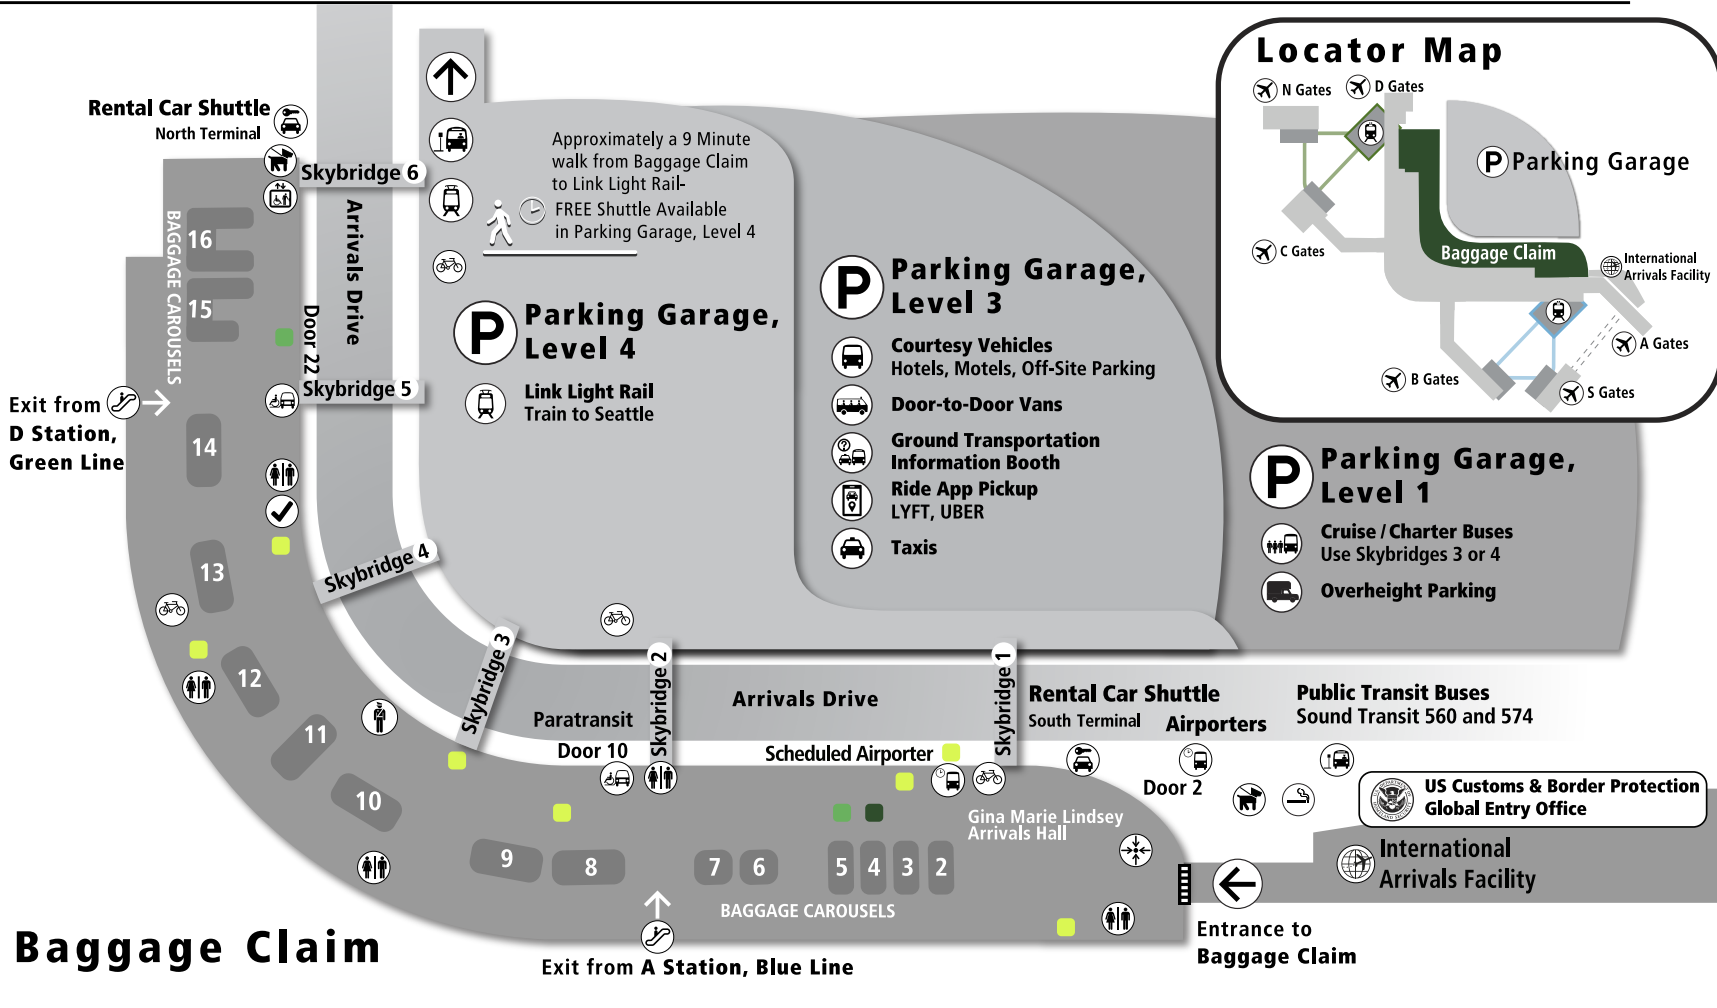 Locator Map
N Gates
D Gates
P Parking Garage
C Gates
Baggage Claim
International
Arrivals Facility
A Gates
B Gates
S Gates
Rental Car Shuttle
North Terminal
Skybridge 6
Approximately a 9 Minute
walk from Baggage Claim
to Link Light Rail-
FREE Shuttle Available
in Parking Garage, Level 4
BAGGAGE CAROUSELS
16
15
Arrivals Drive
Door 22
P Parking Garage,
Level 4
Link Light Rail
Train to Seattle
P Parking Garage,
Level 3
Courtesy Vehicles
Hotels, Motels, Off-Site Parking
Door-to-Door Vans
Ground Transportation
Information Booth
Ride App Pickup
LYFT, UBER
Taxis
P Parking Garage,
Level 1
Cruise / Charter Buses
Use Skybridges 3 or 4
Overheight Parking
Skybridge 5
Exit from
D Station,
Green Line
14
13
Skybridge 4
12
11
10
Skybridge 3
Skybridge 2
Skybridge 1
Arrivals Drive
Paratransit
Door 10
Scheduled Airporter
Rental Car Shuttle
South Terminal
Airporters
Door 2
Public Transit Buses
Sound Transit 560 and 574
US Customs & Border Protection
Global Entry Office
Gina Marie Lindsey
Arrivals Hall
International
Arrivals Facility
9
8
7
6
5
4
3
2
BAGGAGE CAROUSELS
Entrance to
Baggage Claim
Exit from A Station, Blue Line
Baggage Claim